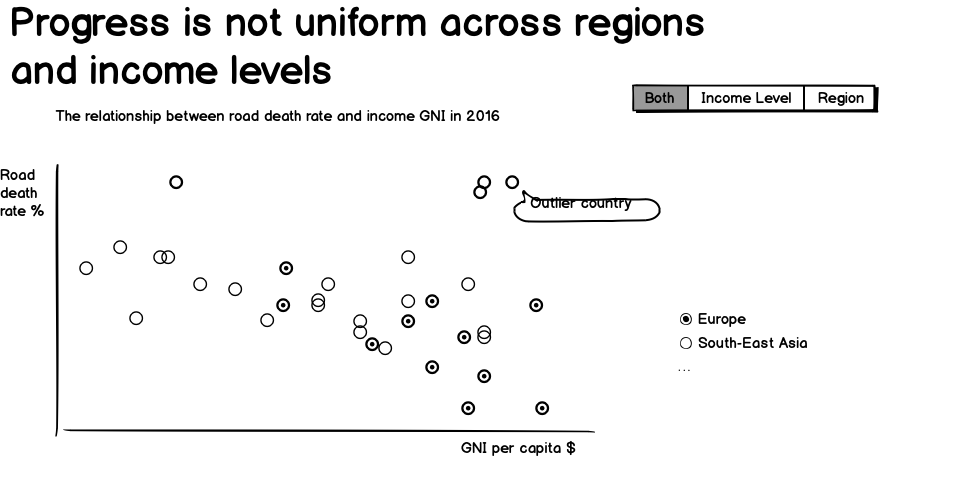 Progress is not uniform across regions
and income levels
Both Income Level Region
The relationship between road death rate and income GNI in 2016
Road
death
rate %
Outlier country
Europe
South-East Asia
...
GNI per capita $